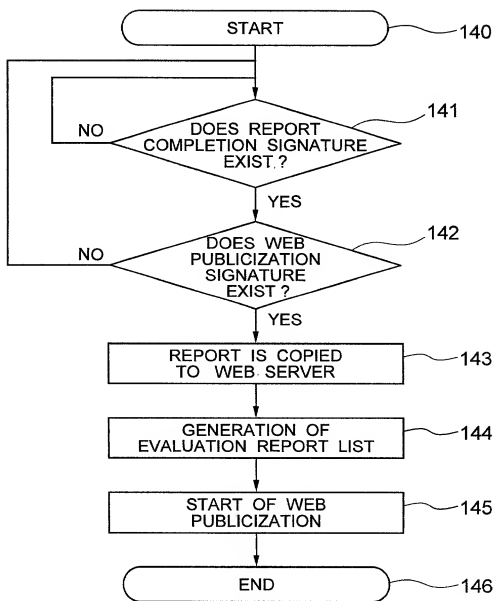 START
140
141
NO
DOES REPORT
COMPLETION SIGNATURE
EXIST ?
YES
142
NO
DOES WEB
PUBLICIZATION
SIGNATURE
EXIST ?
YES
REPORT IS COPIED
TO WEB SERVER
143
GENERATION OF
EVALUATION REPORT LIST
144
START OF WEB
PUBLICIZATION
145
END
146